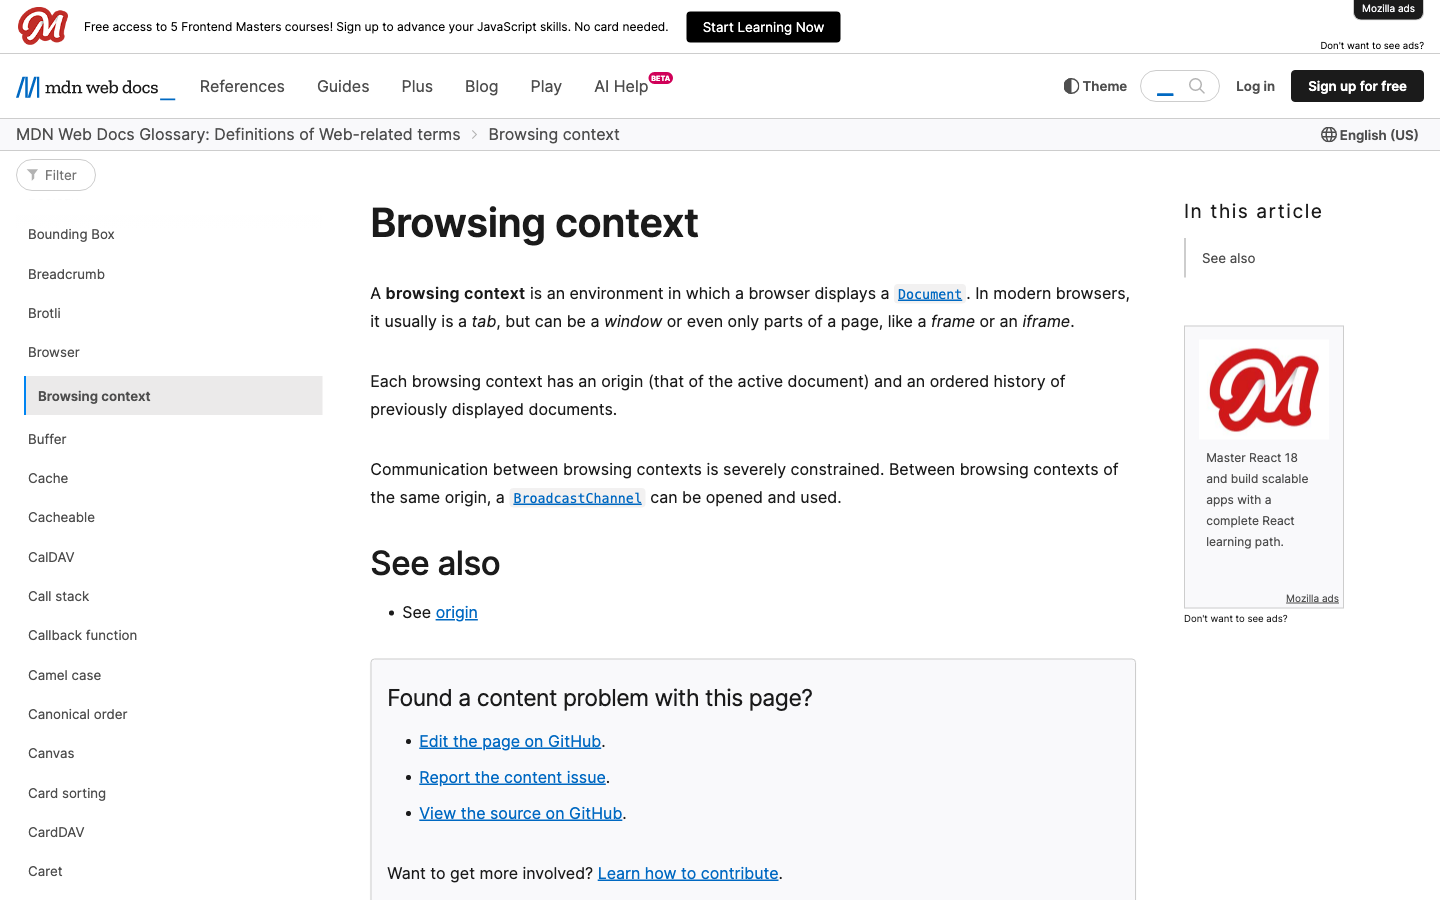 Free access to 5 Frontend Masters courses! Sign up to advance your JavaScript skills. No card needed.
Start Learning Now
Mozilla ads
Don't want to see ads?
mdn web docs_
References
Guides
Plus
Blog
Play
AI Help BETA
Theme
Log in
Sign up for free
MDN Web Docs Glossary: Definitions of Web-related terms
Browsing context
English (US)
Filter
Bounding Box
Breadcrumb
Brotli
Browser
Browsing context
Buffer
Cache
Cacheable
CalDAV
Call stack
Callback function
Camel case
Canonical order
Canvas
Card sorting
CardDAV
Caret
Browsing context
A browsing context is an environment in which a browser displays a Document. In modern browsers,
it usually is a tab, but can be a window or even only parts of a page, like a frame or an iframe.
Each browsing context has an origin (that of the active document) and an ordered history of
previously displayed documents.
Communication between browsing contexts is severely constrained. Between browsing contexts of
the same origin, a BroadcastChannel can be opened and used.
See also
• See origin
Found a content problem with this page?
• Edit the page on GitHub.
• Report the content issue.
• View the source on GitHub.
Want to get more involved? Learn how to contribute.
In this article
See also
Master React 18
and build scalable
apps with a
complete React
learning path.
Mozilla ads
Don't want to see ads?